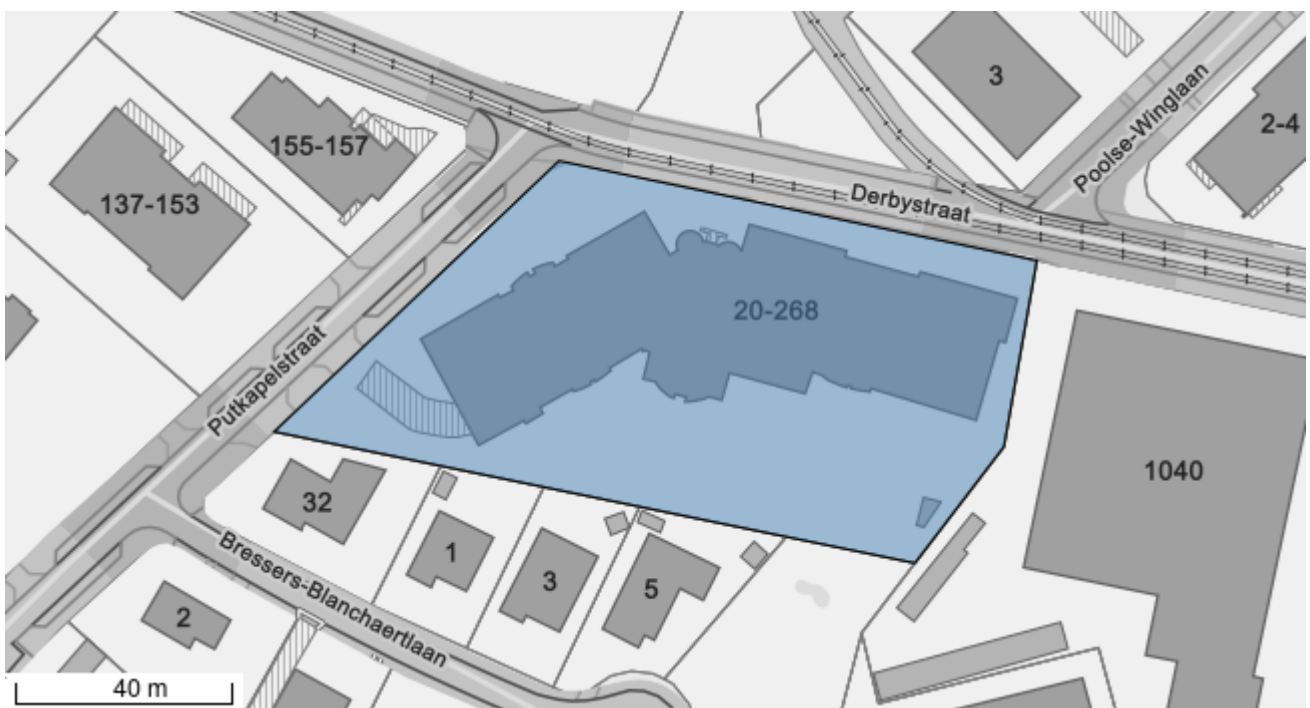 3
2-4
Poolse-Winglaan
155-157
137-153
Derbystraat
20-268
Putkapelstraat
1040
32
1
3
5
Bressers-Blanchaertlaan
2
40 m